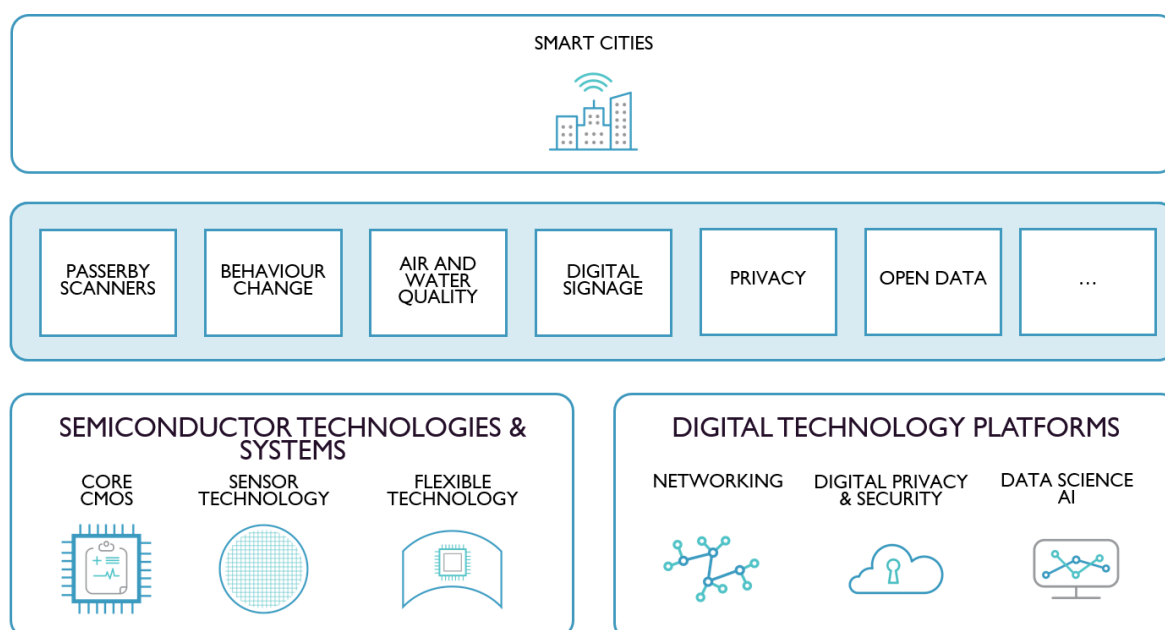 SMART CITIES
PASSERBY
SCANNERS
BEHAVIOUR
CHANGE
AIR AND
WATER
QUALITY
DIGITAL
SIGNAGE
PRIVACY
OPEN DATA
…
SEMICONDUCTOR TECHNOLOGIES &
SYSTEMS
CORE
CMOS
SENSOR
TECHNOLOGY
FLEXIBLE
TECHNOLOGY
DIGITAL TECHNOLOGY PLATFORMS
NETWORKING
DIGITAL PRIVACY
& SECURITY
DATA SCIENCE
AI